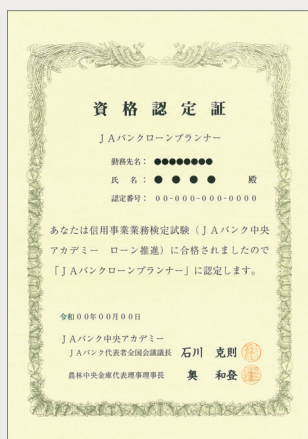 資格認定証
JAバンクローンプランナー
勤務先名：●●●●●●●●
氏　名：●　●　●　●　殿
認定番号：００-０００-０００-００００
あなたは信用事業業務検定試験（JAバンク中央
アカデミー　ローン推進）に合格されましたので
「JAバンクローンプランナー」に認定します。
令和００年００月００日
JAバンク中央アカデミー
JAバンク代表者全国会議議長　石川　克則
農林中央金庫代表理事理事長　奥　和登